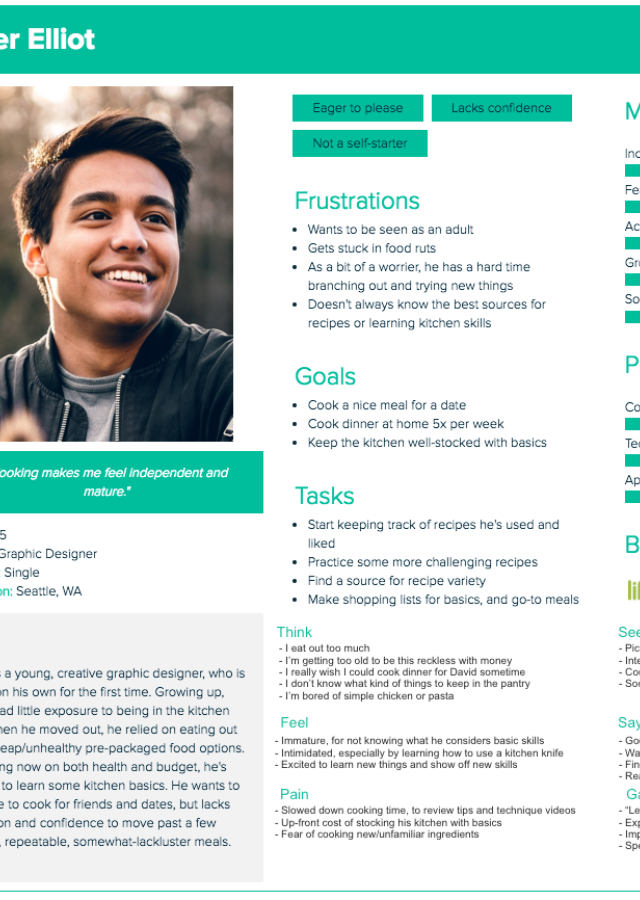 er Elliot
Eager to please
Lacks confidence
Not a self-starter
Frustrations
• Wants to be seen as an adult
• Gets stuck in food ruts
• As a bit of a worrier, he has a hard time
branching out and trying new things
• Doesn't always know the best sources for
recipes or learning kitchen skills
Goals
• Cook a nice meal for a date
• Cook dinner at home 5x per week
• Keep the kitchen well-stocked with basics
Tasks
• Start keeping track of recipes he's used and
liked
• Practice some more challenging recipes
• Find a source for recipe variety
• Make shopping lists for basics, and go-to meals
Think
- I eat out too much
- I'm getting too old to be this reckless with money
- I really wish I could cook dinner for David sometime
- I don't know what kind of things to keep in the pantry
- I'm bored of simple chicken or pasta
Feel
- Immature, for not knowing what he considers basic skills
- Intimidated, especially by learning how to use a kitchen knife
- Excited to learn new things and show off new skills
Pain
- Slowed down cooking time, to review tips and technique videos
- Up-front cost of stocking his kitchen with basics
- Fear of cooking new/unfamiliar ingredients
ooking makes me feel independent and
mature."
5
Graphic Designer
Single
on: Seattle, WA
s a young, creative graphic designer, who is
on his own for the first time. Growing up,
ad little exposure to being in the kitchen
hen he moved out, he relied on eating out
eap/unhealthy pre-packaged food options.
ng now on both health and budget, he's
to learn some kitchen basics. He wants to
e to cook for friends and dates, but lacks
on and confidence to move past a few
, repeatable, somewhat-lackluster meals.
M
Inc
Fea
Ac
Gr
So
P
Co
Tec
Ap
B
lif
See
- Pic
- Inte
- Co
- Soc
Say
- Go
- Wa
- Fin
- Rea
Ga
- "Le
- Exp
- Imp
- Spe